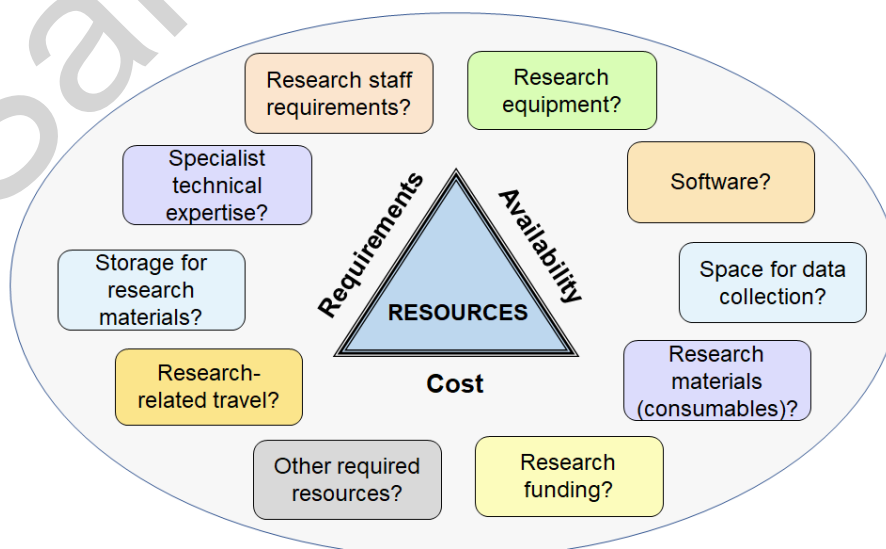 Research staff
requirements?
Research
equipment?
Specialist
technical
expertise?
Software?
Requirements
Availability
Storage for
research
materials?
RESOURCES
Space for data
collection?
Research-
related travel?
Cost
Research
materials
(consumables)?
Other required
resources?
Research
funding?